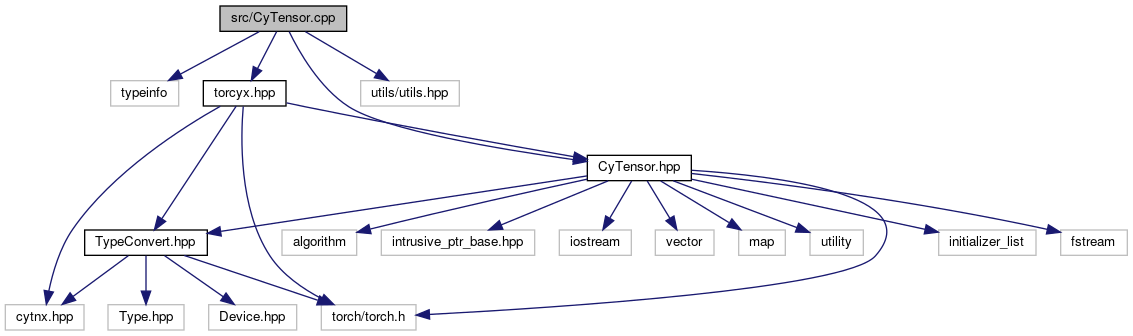 src/CyTensor.cpp
typeinfo
torcyx.hpp
utils/utils.hpp
CyTensor.hpp
TypeConvert.hpp
algorithm
intrusive_ptr_base.hpp
iostream
vector
map
utility
initializer_list
fstream
cytnx.hpp
Type.hpp
Device.hpp
torch/torch.h